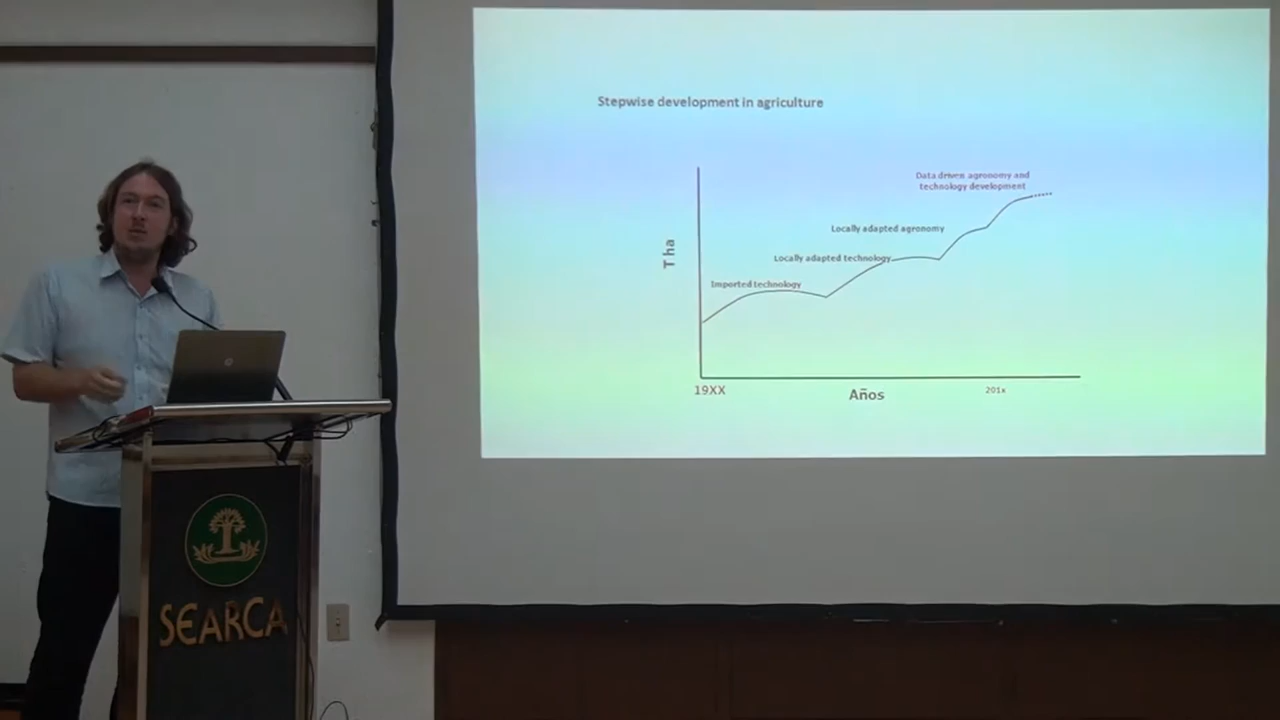 Stepwise development in agriculture
Data driven agronomy and
technology development
Locally adapted agronomy
Locally adapted technology
Imported technology
T ha
19XX
Años
201x
SEARCA